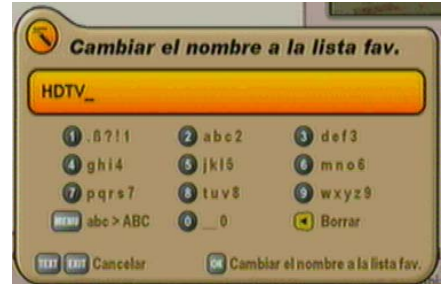 Cambiar el nombre a la lista fav.
HDTV_
1 .ß?!1 2 abc2 3 def3
4 ghi4 5 jkl5 6 mno6
7 pqrs7 8 tuv8 9 wxyz9
MENU abc > ABC 0 _0 Borrar
TEXT EXIT Cancelar OK Cambiar el nombre a la lista fav.